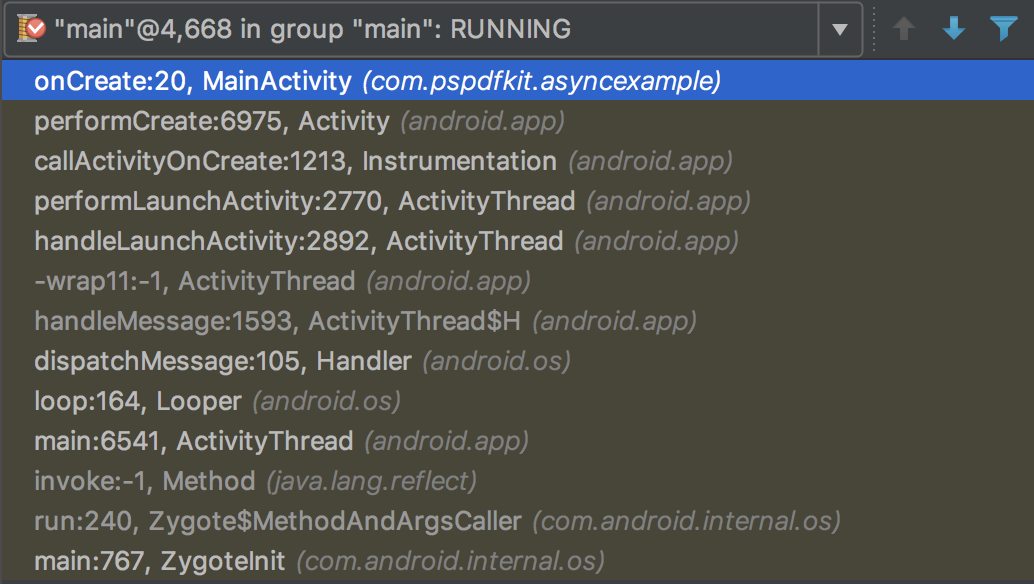 "main"@4,668 in group "main": RUNNING
onCreate:20, MainActivity (com.pspdfkit.asyncexample)
performCreate:6975, Activity (android.app)
callActivityOnCreate:1213, Instrumentation (android.app)
performLaunchActivity:2770, ActivityThread (android.app)
handleLaunchActivity:2892, ActivityThread (android.app)
-wrap11:-1, ActivityThread (android.app)
handleMessage:1593, ActivityThread$H (android.app)
dispatchMessage:105, Handler (android.os)
loop:164, Looper (android.os)
main:6541, ActivityThread (android.app)
invoke:-1, Method (java.lang.reflect)
run:240, Zygote$MethodAndArgsCaller (com.android.internal.os)
main:767, ZygoteInit (com.android.internal.os)